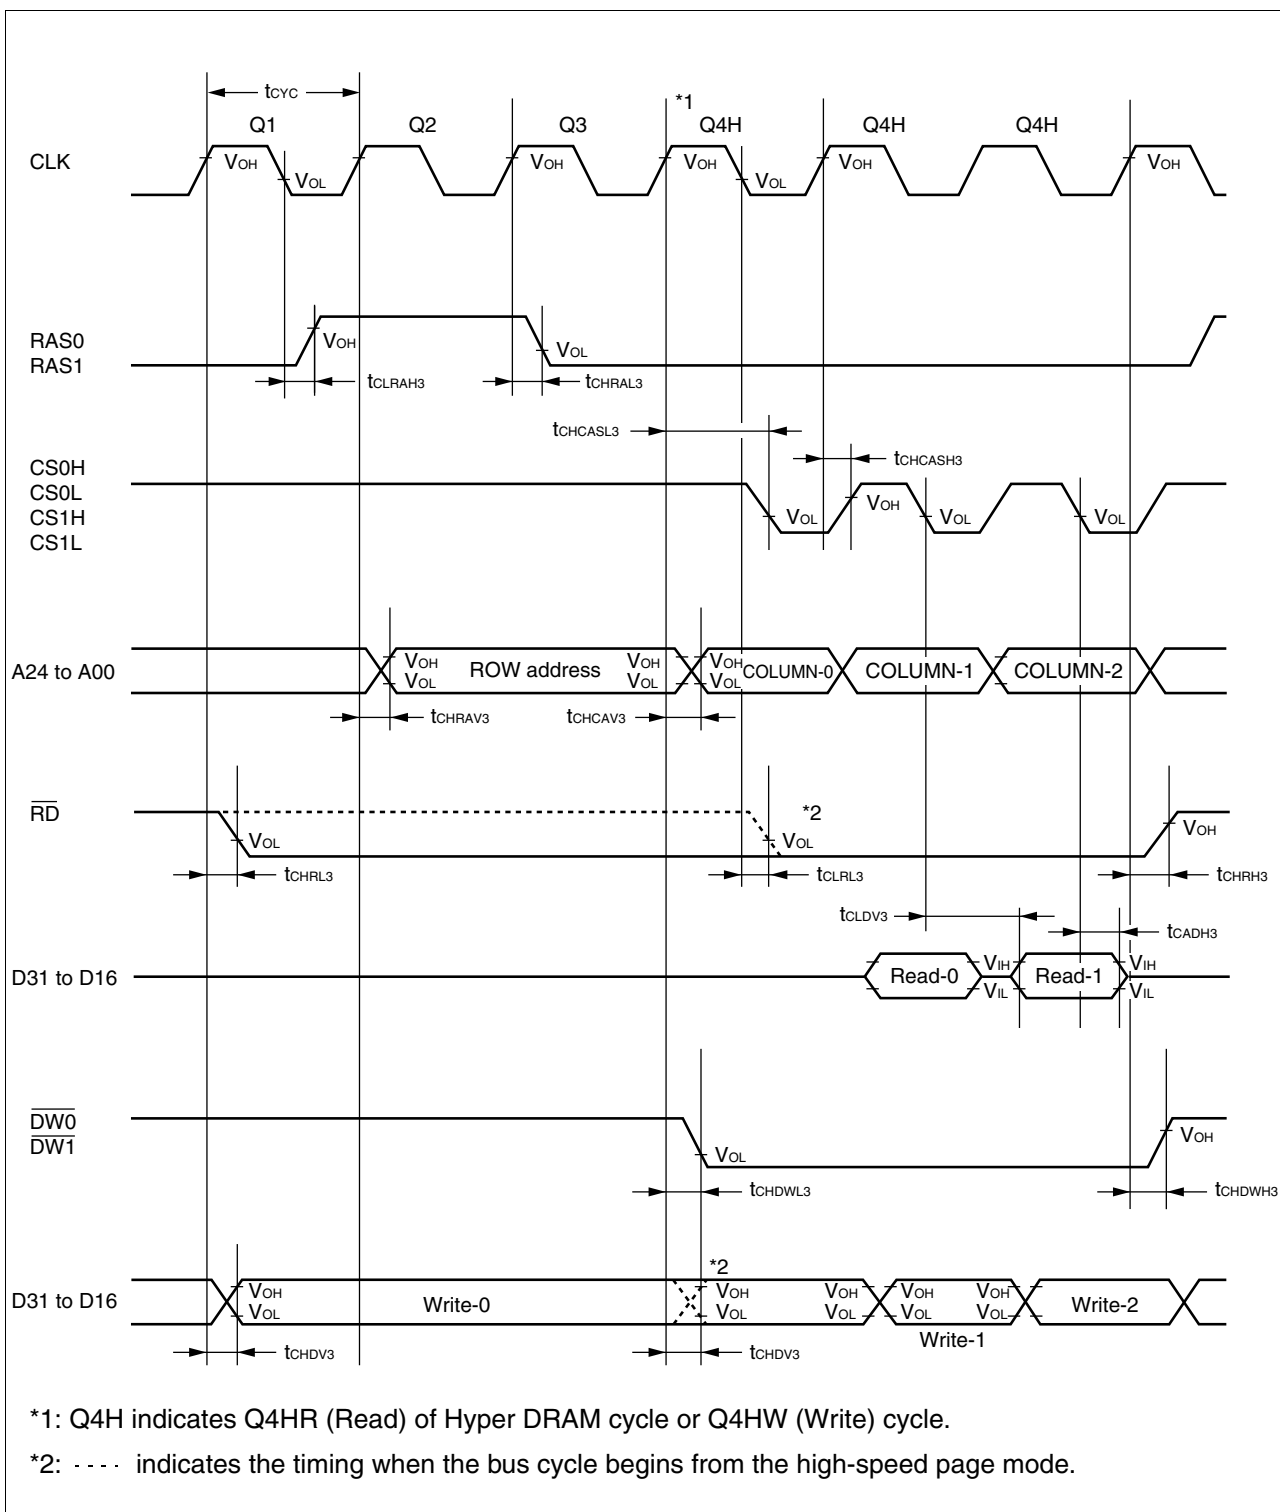 tCYC
*1
Q1 Q2 Q3 Q4H Q4H Q4H
CLK
VOH VOL VOH VOH VOL VOH VOH
RAS0
RAS1
VOH VOL
tCLRAH3 tCHRAL3
tCHCASL3
tCHCASH3
CS0H
CS0L
CS1H
CS1L
VOL VOH VOL VOL
A24 to A00
VOH ROW address VOH VOH
VOL VOL VOL COLUMN-0 COLUMN-1 COLUMN-2
tCHRAV3 tCHCAV3
RD
*2
VOL VOL VOH
tCHRL3 tCLRL3 tCHRH3
tCLDV3
tCADH3
D31 to D16
Read-0 VIH Read-1 VIH
VIL VIL
DW0
DW1
VOL VOH
tCHDWL3 tCHDWH3
*2
D31 to D16
VOH Write-0 VOH VOH VOH VOH Write-2
VOL VOL VOL VOL VOL
Write-1
tCHDV3 tCHDV3
*1: Q4H indicates Q4HR (Read) of Hyper DRAM cycle or Q4HW (Write) cycle.
*2: ---- indicates the timing when the bus cycle begins from the high-speed page mode.